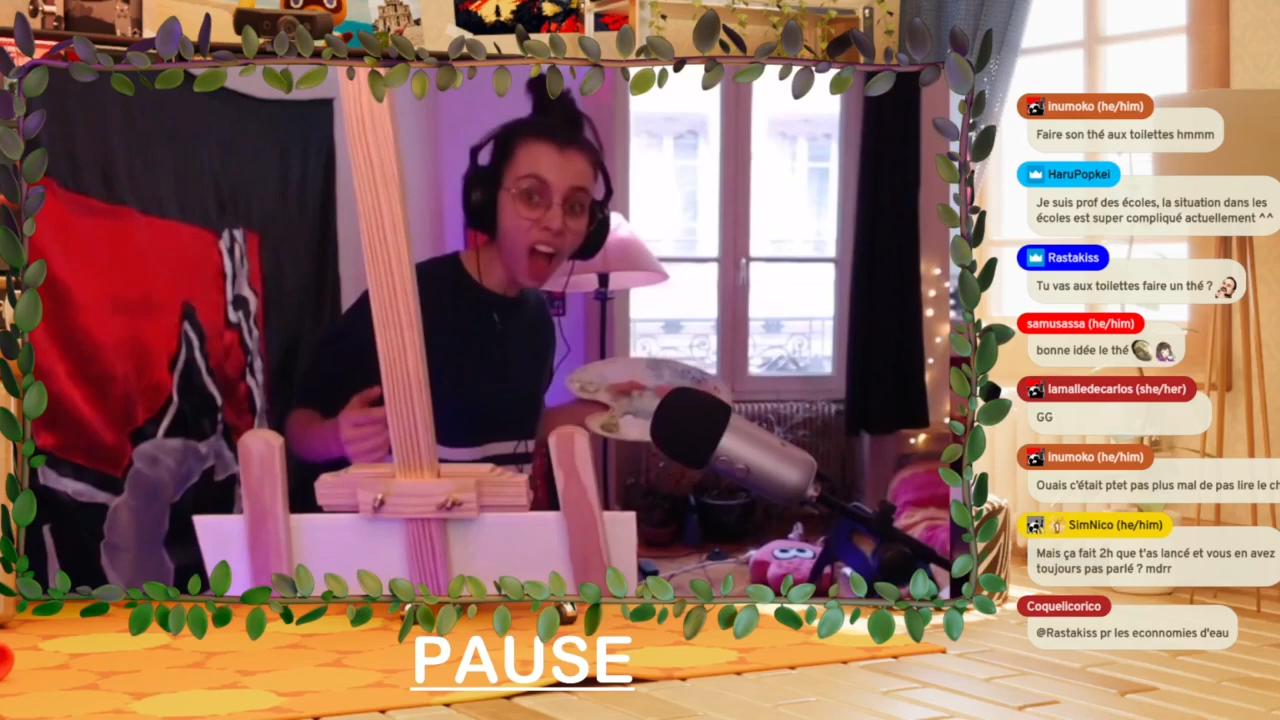 inumoko (he/him)
Faire son thé aux toilettes hmmm
HaruPopkei
Je suis prof des écoles, la situation dans les
écoles est super compliqué actuellement ^^
Rastakiss
Tu vas aux toilettes faire un thé ?
samusassa (he/him)
bonne idée le thé
lamalledecarlos (she/her)
GG
inumoko (he/him)
Ouais c'était ptet pas plus mal de pas lire le
SimNico (he/him)
Mais ça fait 2h que t'as lancé et vous en avez
toujours pas parlé ? mdrr
Coquelicorico
@Rastakiss pr les econnomies d'eau
PAUSE